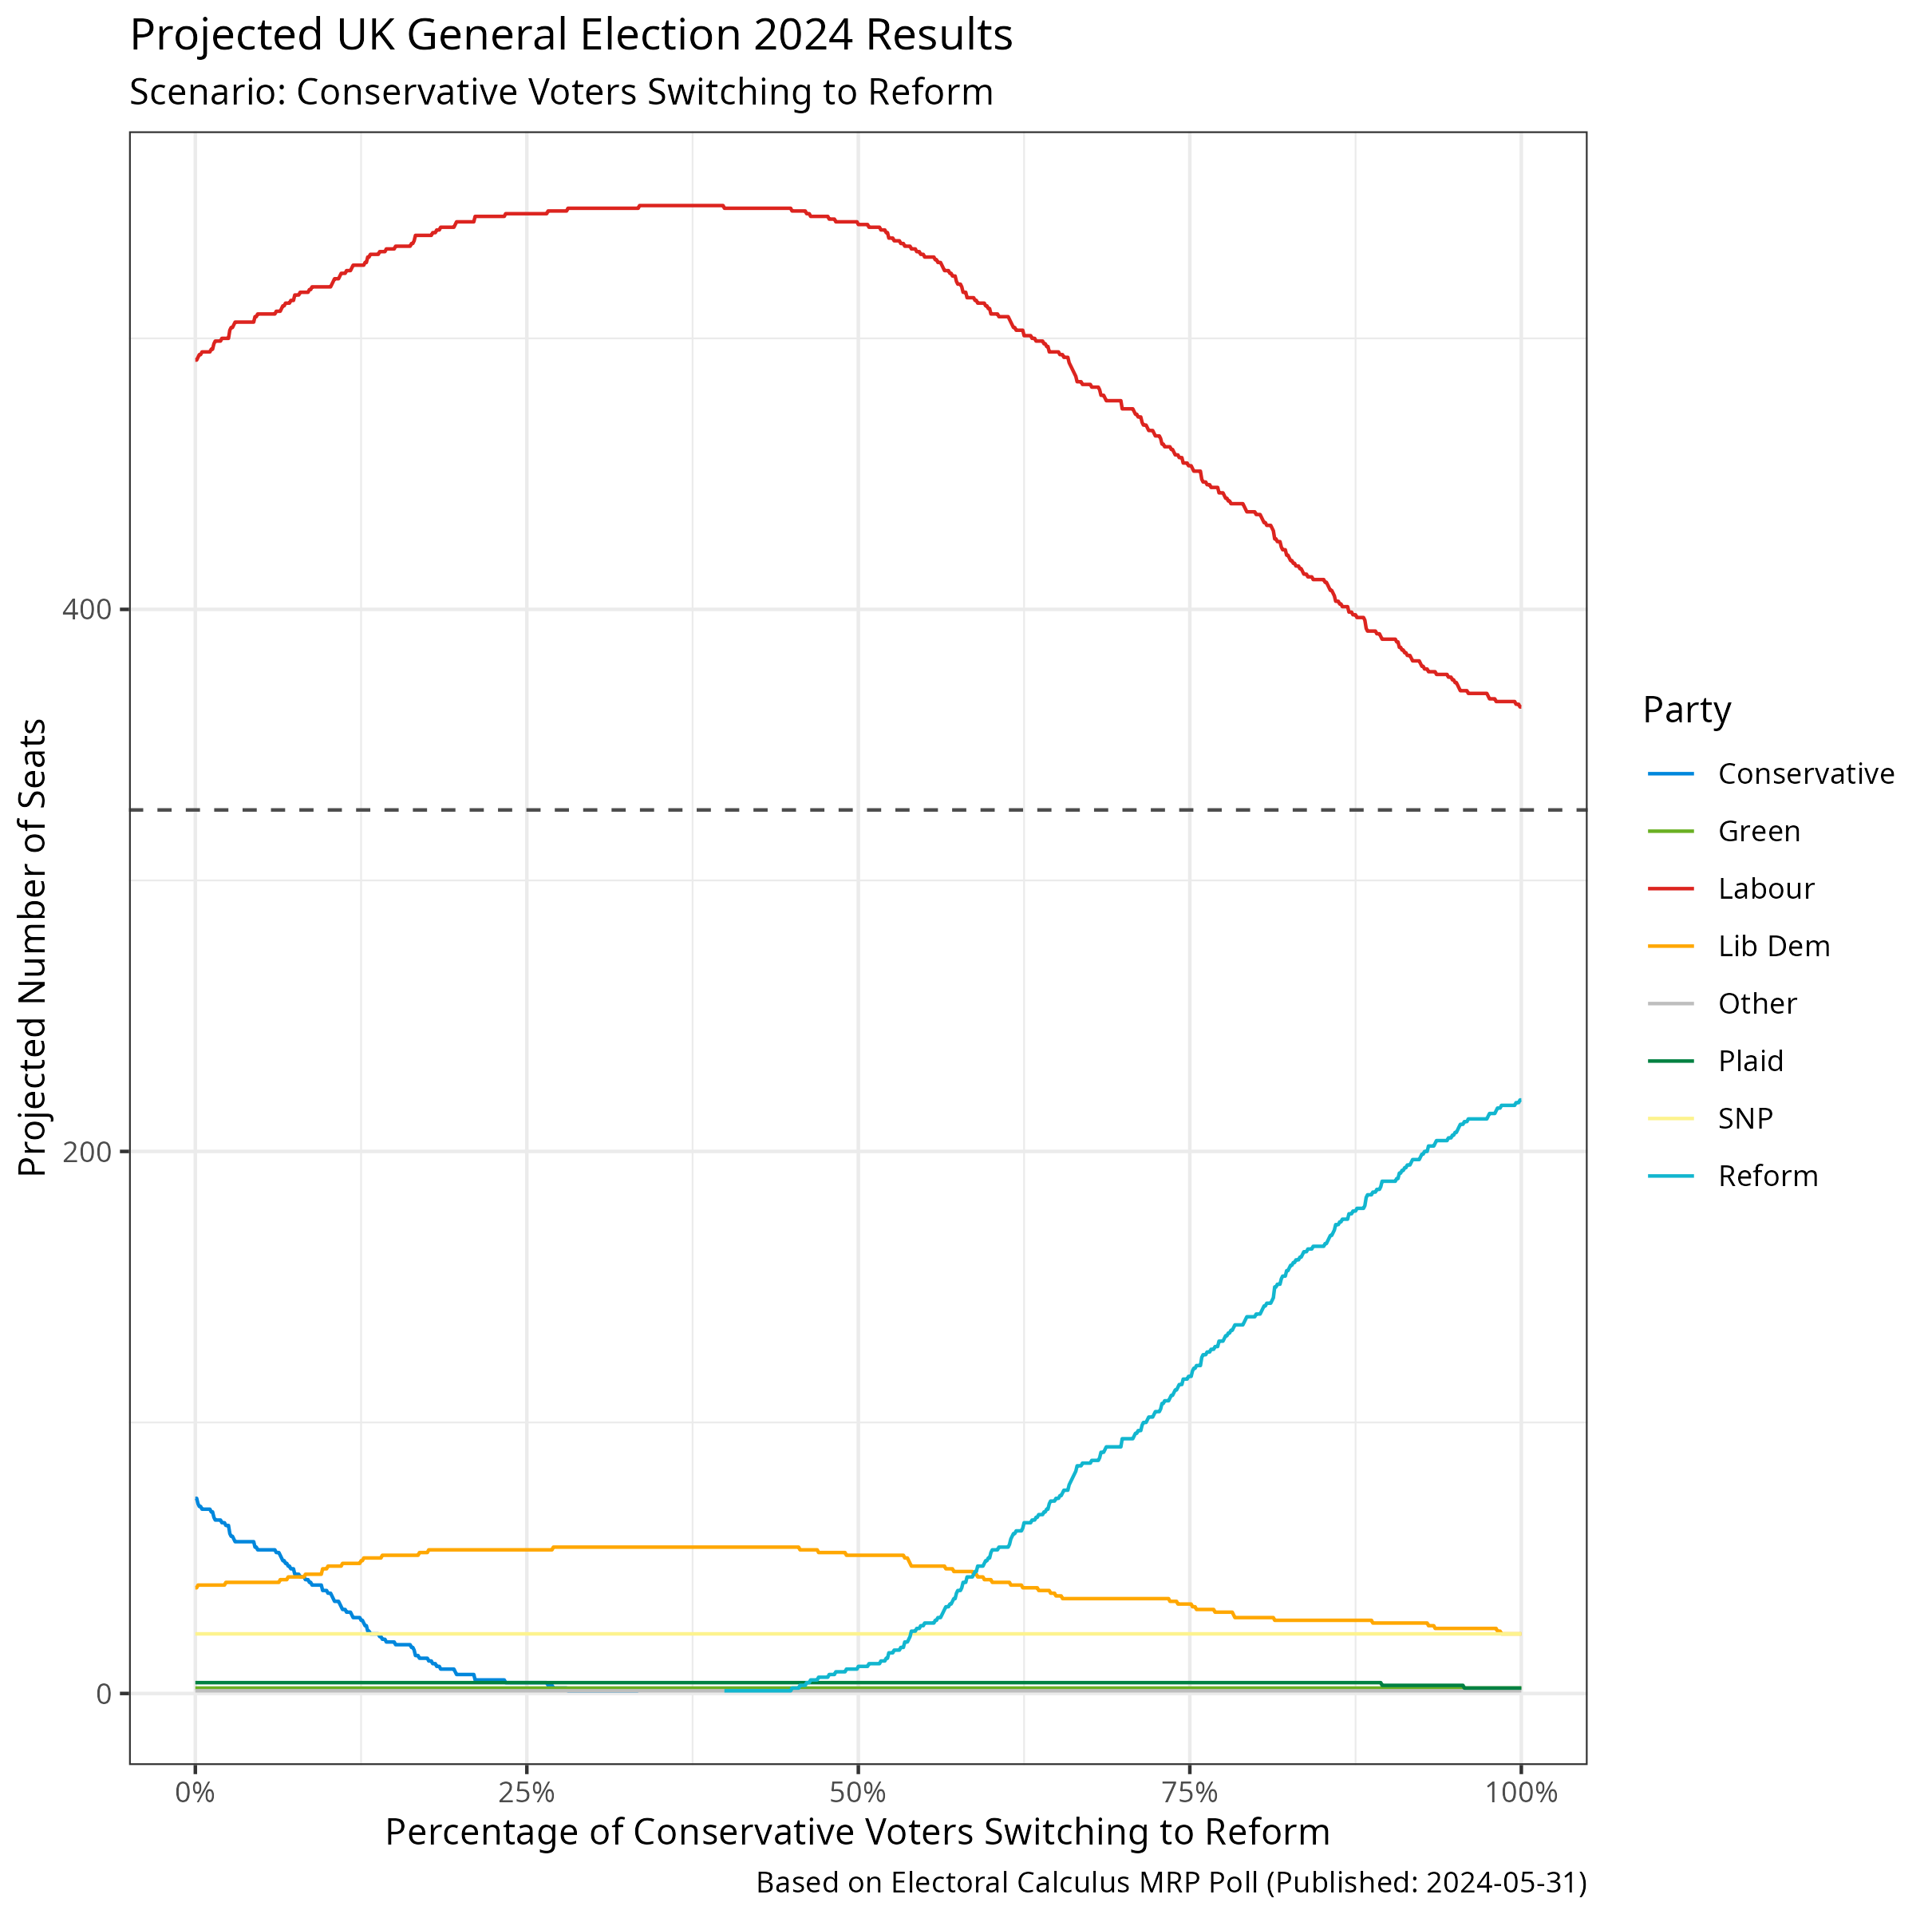 Projected UK General Election 2024 Results
Scenario: Conservative Voters Switching to Reform
Projected Number of Seats
400
200
0
0%
25%
50%
75%
100%
Percentage of Conservative Voters Switching to Reform
Based on Electoral Calculus MRP Poll (Published: 2024-05-31)
Party
Conservative
Green
Labour
Lib Dem
Other
Plaid
SNP
Reform